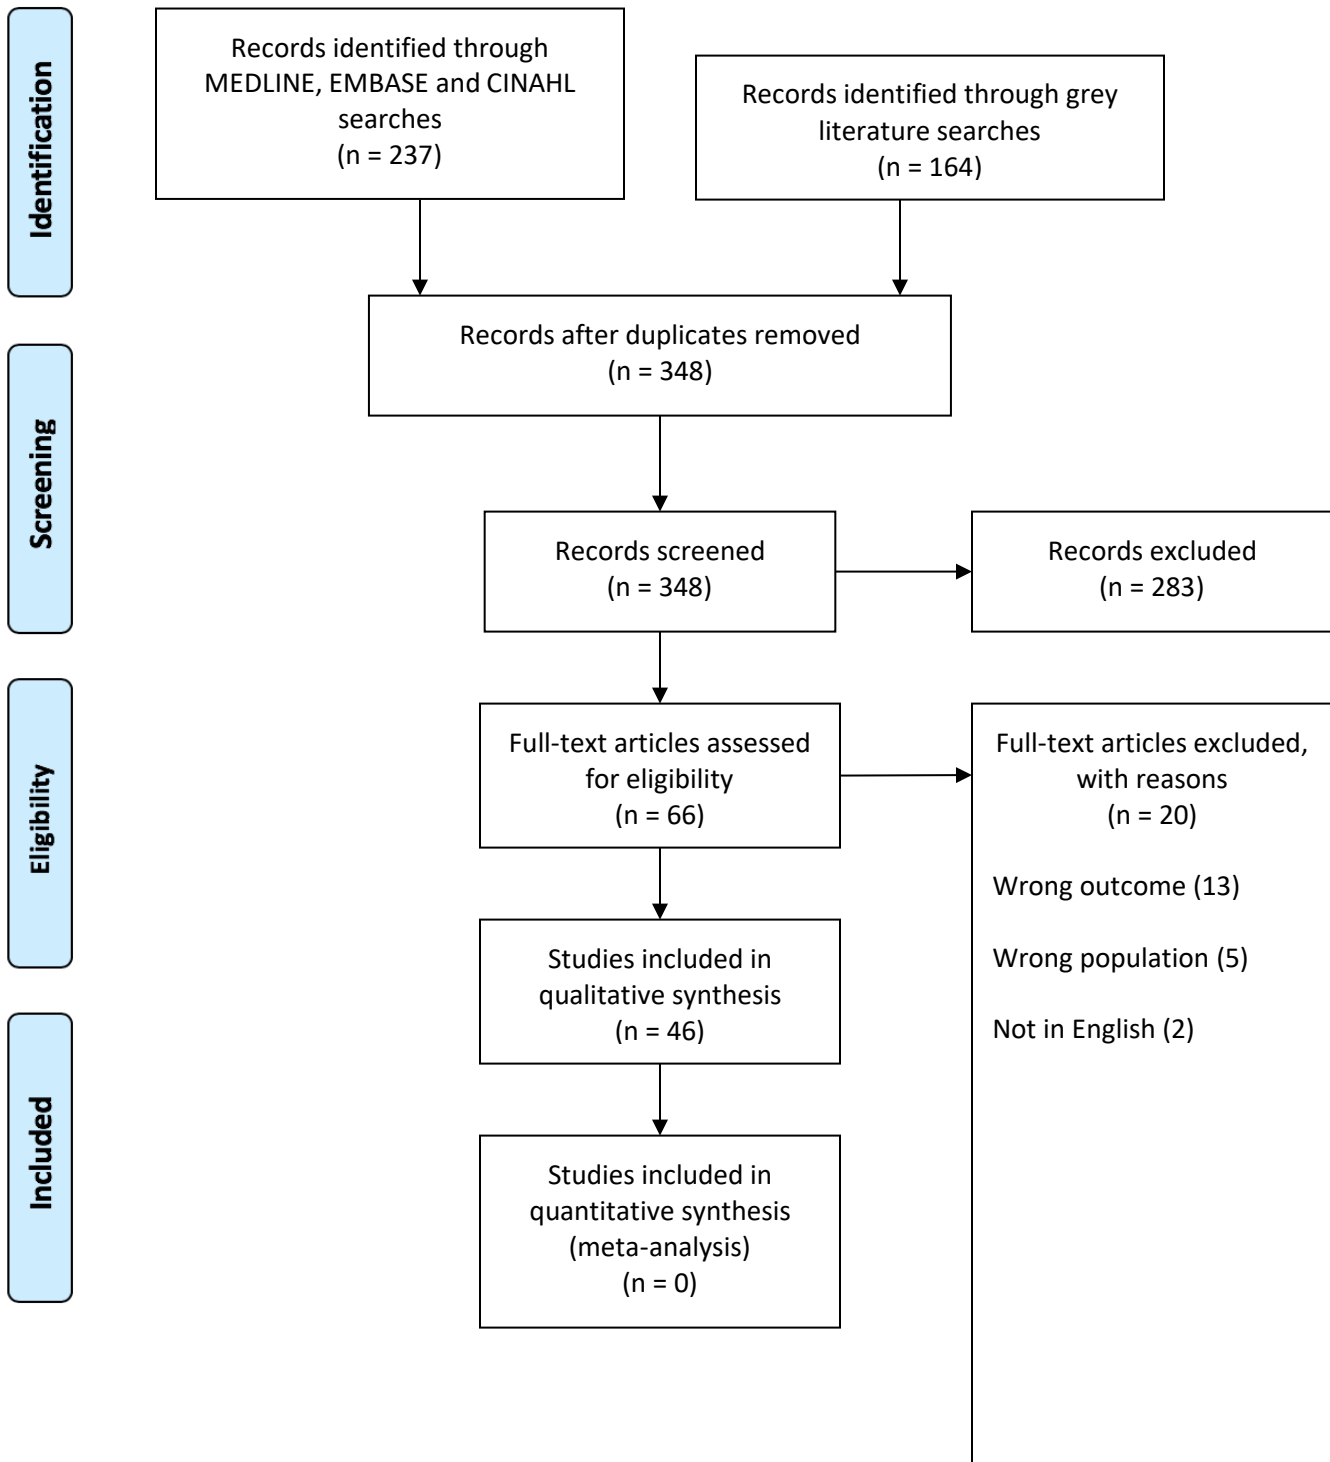 Identification
Records identified through
MEDLINE, EMBASE and CINAHL
searches
(n = 237)
Records identified through grey
literature searches
(n = 164)
Records after duplicates removed
(n = 348)
Screening
Records screened
(n = 348)
Records excluded
(n = 283)
Eligibility
Full-text articles assessed
for eligibility
(n = 66)
Full-text articles excluded,
with reasons
(n = 20)
Wrong outcome (13)
Wrong population (5)
Not in English (2)
Studies included in
qualitative synthesis
(n = 46)
Included
Studies included in
quantitative synthesis
(meta-analysis)
(n = 0)